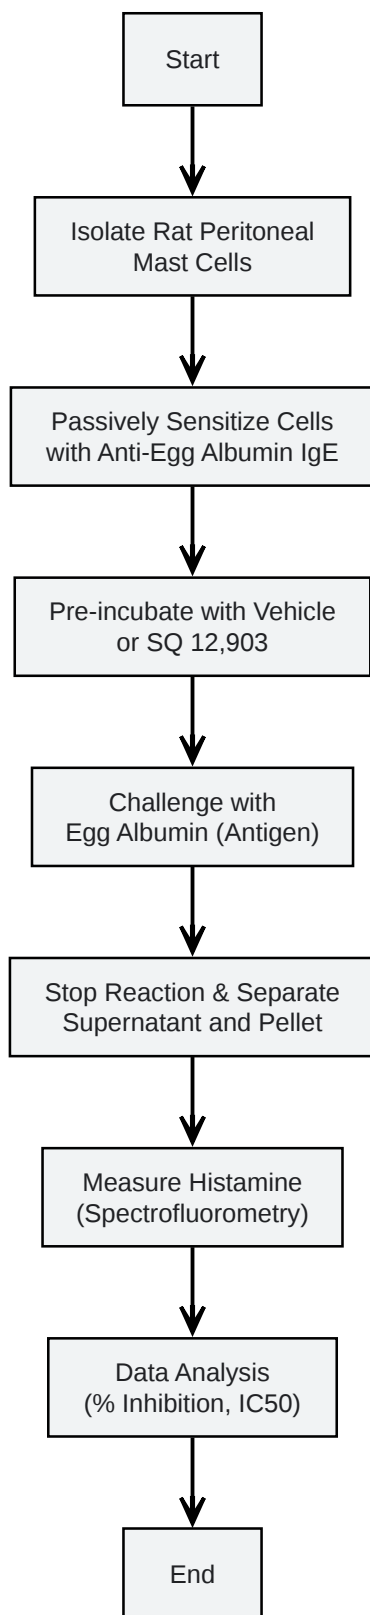 Start
Isolate Rat Peritoneal
Mast Cells
Passively Sensitize Cells
with Anti-Egg Albumin IgE
Pre-incubate with Vehicle
or SQ 12,903
Challenge with
Egg Albumin (Antigen)
Stop Reaction & Separate
Supernatant and Pellet
Measure Histamine
(Spectrofluorometry)
Data Analysis
(% Inhibition, IC50)
End